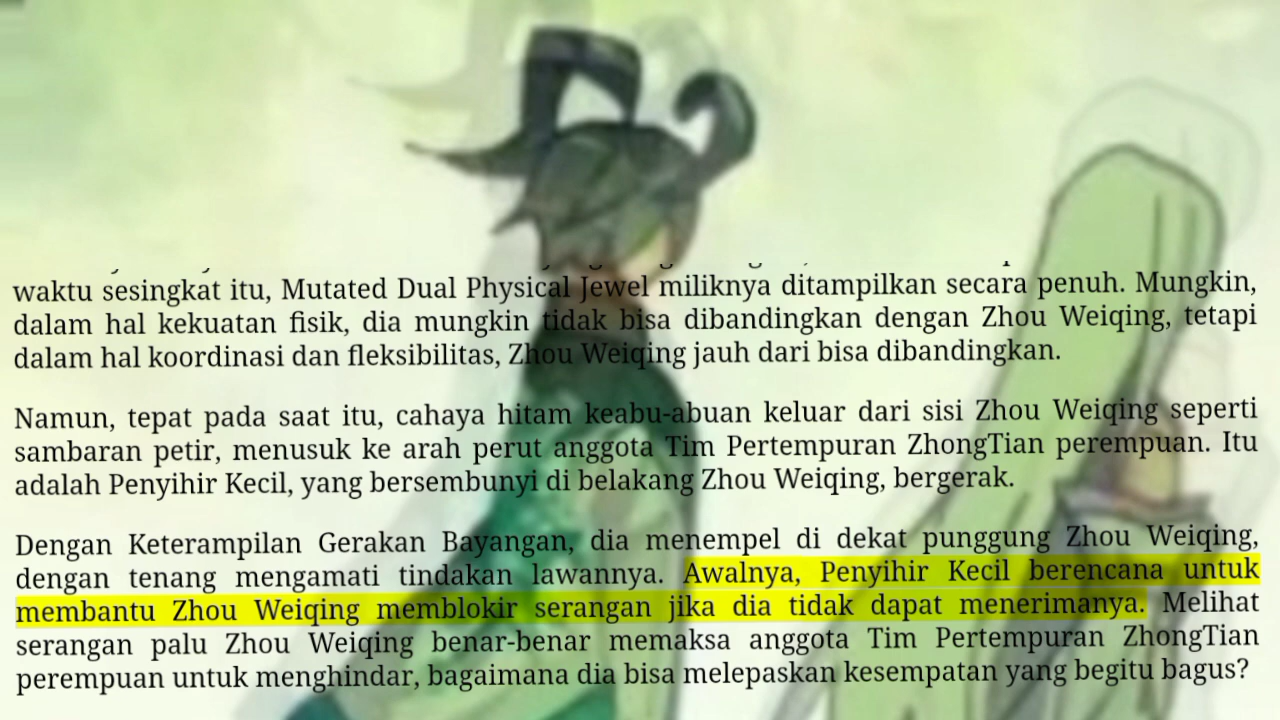 waktu sesingkat itu, Mutated Dual Physical Jewel miliknya ditampilkan secara penuh. Mungkin,
dalam hal kekuatan fisik, dia mungkin tidak bisa dibandingkan dengan Zhou Weiqing, tetapi
dalam hal koordinasi dan fleksibilitas, Zhou Weiqing jauh dari bisa dibandingkan.
Namun, tepat pada saat itu, cahaya hitam keabu-abuan keluar dari sisi Zhou Weiqing seperti
sambaran petir, menusuk ke arah perut anggota Tim Pertempuran ZhongTian perempuan. Itu
adalah Penyihir Kecil, yang bersembunyi di belakang Zhou Weiqing, bergerak.
Dengan Keterampilan Gerakan Bayangan, dia menempel di dekat punggung Zhou Weiqing,
dengan tenang mengamati tindakan lawannya. Awalnya, Penyihir Kecil berencana untuk
membantu Zhou Weiqing memblokir serangan jika dia tidak dapat menerimanya. Melihat
serangan palu Zhou Weiqing benar-benar memaksa anggota Tim Pertempuran ZhongTian
perempuan untuk menghindar, bagaimana dia bisa melepaskan kesempatan yang begitu bagus?